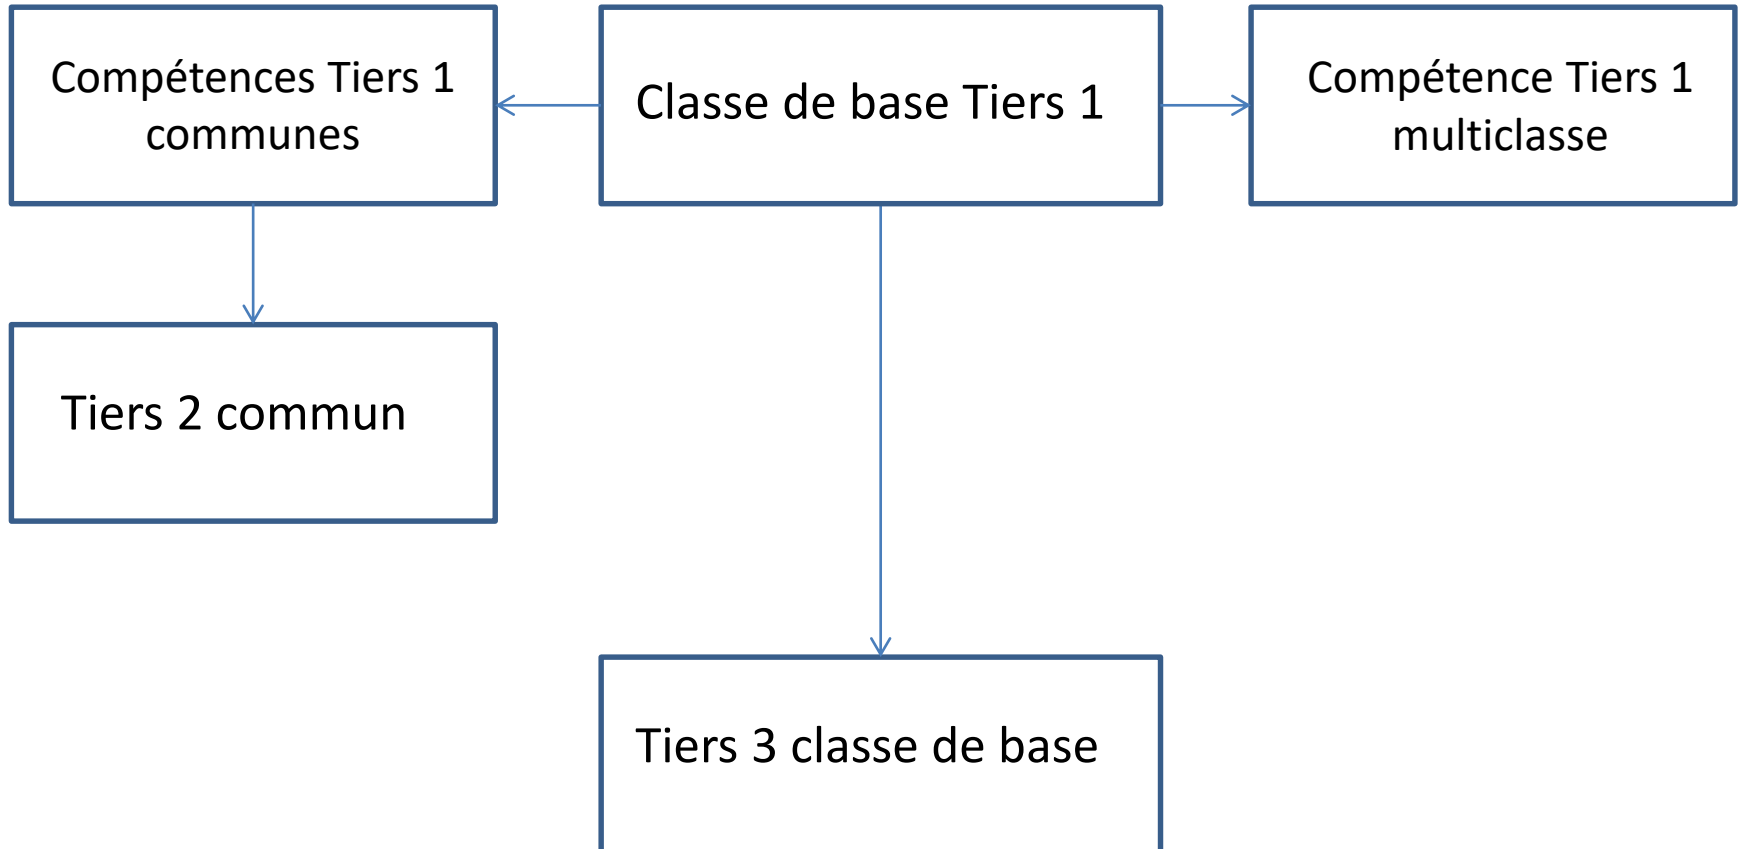 Compétences Tiers 1
communes
Classe de base Tiers 1
Compétence Tiers 1
multiclasse
Tiers 2 commun
Tiers 3 classe de base